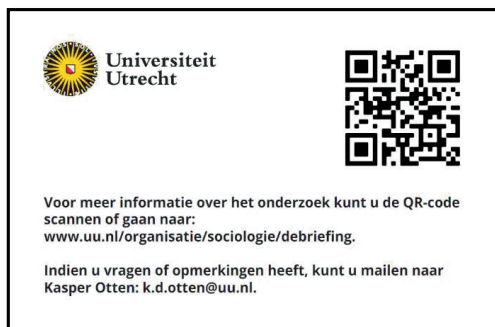 Universiteit
Utrecht
Voor meer informatie over het onderzoek kunt u de QR-code
scannen of gaan naar:
www.uu.nl/organisatie/sociologie/debriefing.
Indien u vragen of opmerkingen heeft, kunt u mailen naar
Kasper Otten: k.d.otten@uu.nl.